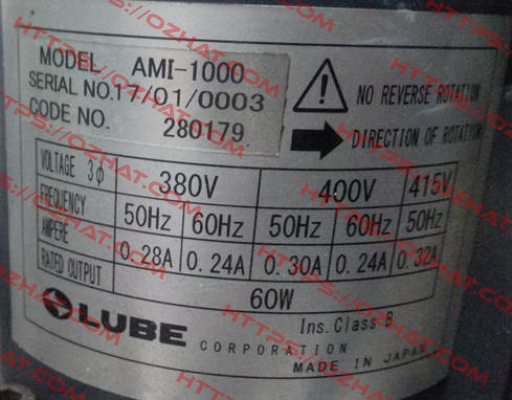 MODEL AMI-1000
SERIAL NO. 17/01/0003
CODE NO. 280179
NO REVERSE ROTATION
DIRECTION OF ROTATION
VOLTAGE 3φ 380V 400V 415V
FREQUENCY 50Hz 60Hz 50Hz 60Hz 50Hz
AMPERE 0.28A 0.24A 0.30A 0.24A 0.32A
RATED OUTPUT 60W
Ins. Class B
LUBE
CORPORATION
MADE IN JAPAN
HTTPS://OZHAT.COM